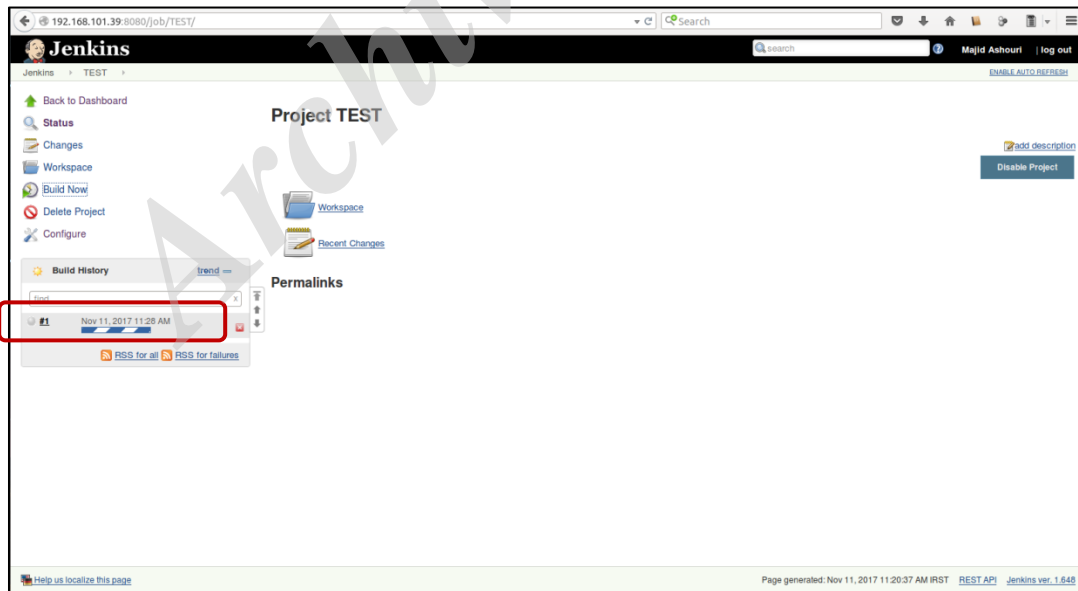 192.168.101.39:8080/job/TEST/
Search
Jenkins
search
Majid Ashouri | log out
Jenkins TEST
ENABLE AUTO REFRESH
Back to Dashboard
Status
Changes
Workspace
Build Now
Delete Project
Configure
Project TEST
add description
Disable Project
Workspace
Recent Changes
Permalinks
Build History trend
find x
#1 Nov 11, 2017 11:28 AM
RSS for all RSS for failures
Help us localize this page
Page generated: Nov 11, 2017 11:20:37 AM IRST REST API Jenkins ver. 1.648